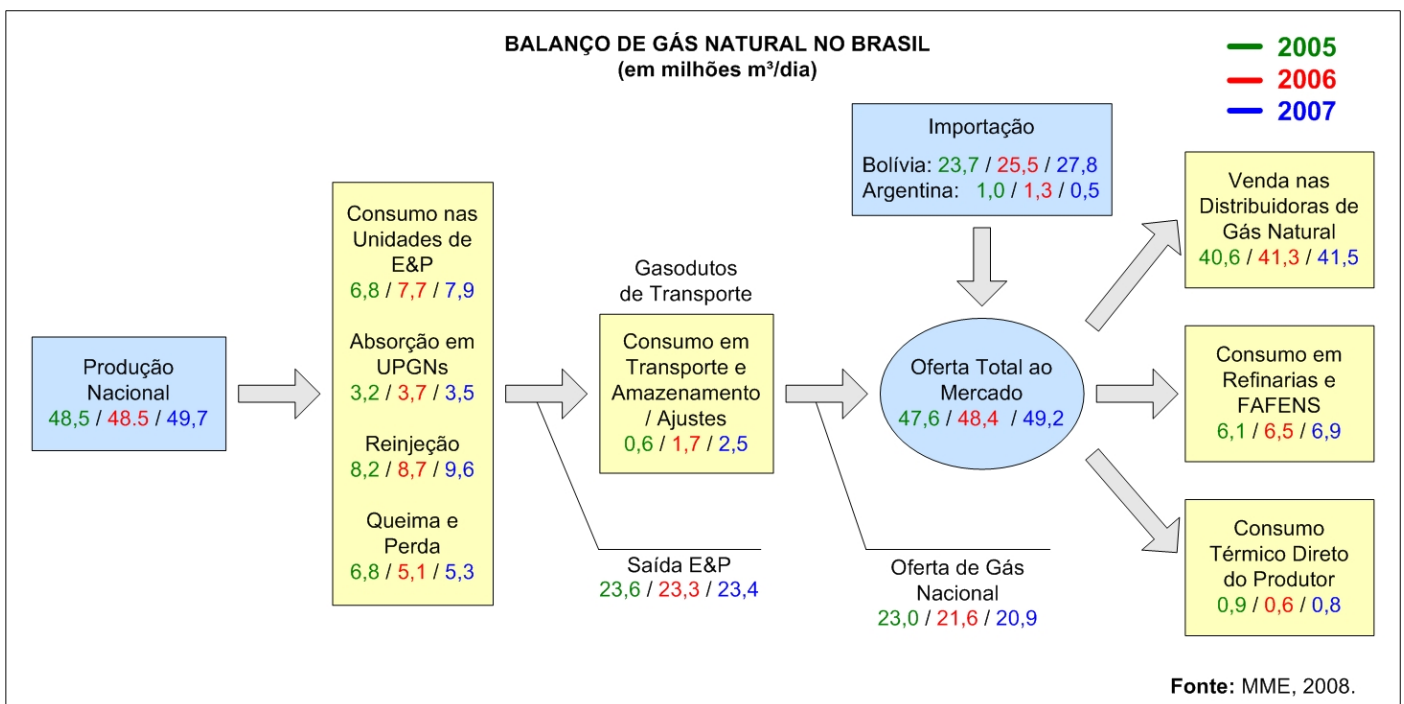 BALANÇO DE GÁS NATURAL NO BRASIL
(em milhões m³/dia)
2005
2006
2007
Produção
Nacional
48,5 / 48.5 / 49,7
Consumo nas
Unidades de
E&P
6,8 / 7,7 / 7,9
Absorção em
UPGNs
3,2 / 3,7 / 3,5
Reinjeção
8,2 / 8,7 / 9,6
Queima e
Perda
6,8 / 5,1 / 5,3
Saída E&P
23,6 / 23,3 / 23,4
Gasodutos
de Transporte
Consumo em
Transporte e
Amazenamento
/ Ajustes
0,6 / 1,7 / 2,5
Oferta de Gás
Nacional
23,0 / 21,6 / 20,9
Importação
Bolívia: 23,7 / 25,5 / 27,8
Argentina: 1,0 / 1,3 / 0,5
Oferta Total ao
Mercado
47,6 / 48,4 / 49,2
Venda nas
Distribuidoras de
Gás Natural
40,6 / 41,3 / 41,5
Consumo em
Refinarias e
FAFENS
6,1 / 6,5 / 6,9
Consumo
Térmico Direto
do Produtor
0,9 / 0,6 / 0,8
Fonte: MME, 2008.